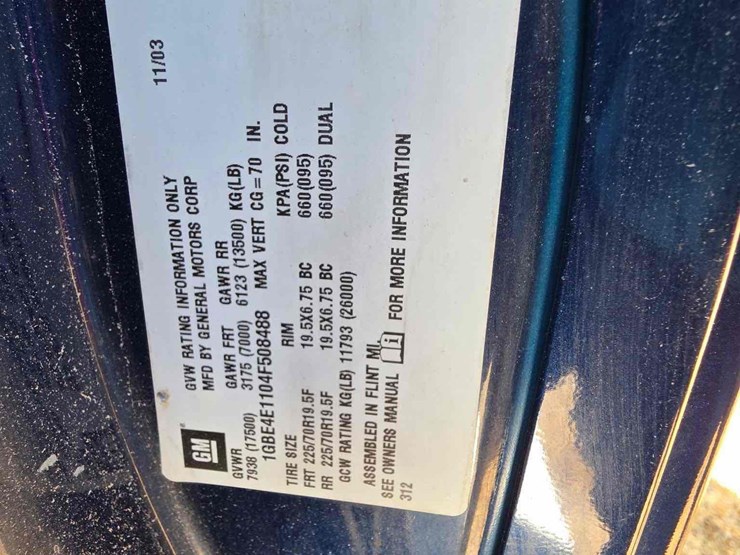 11/03
GM
GVW RATING INFORMATION ONLY
MFD BY GENERAL MOTORS CORP
GVWR GAWR FRT GAWR RR
7938 (17500) 3175 (7000) 6123 (13500) KG(LB)
1GBE4E1104F508488 MAX VERT CG=70 IN.
TIRE SIZE RIM KPA(PSI) COLD
FRT 225/70R19.5F 19.5X6.75 BC 660(095)
RR 225/70R19.5F 19.5X6.75 BC 660(095) DUAL
GCW RATING KG(LB) 11793 (26000)
ASSEMBLED IN FLINT MI,
SEE OWNERS MANUAL FOR MORE INFORMATION
312